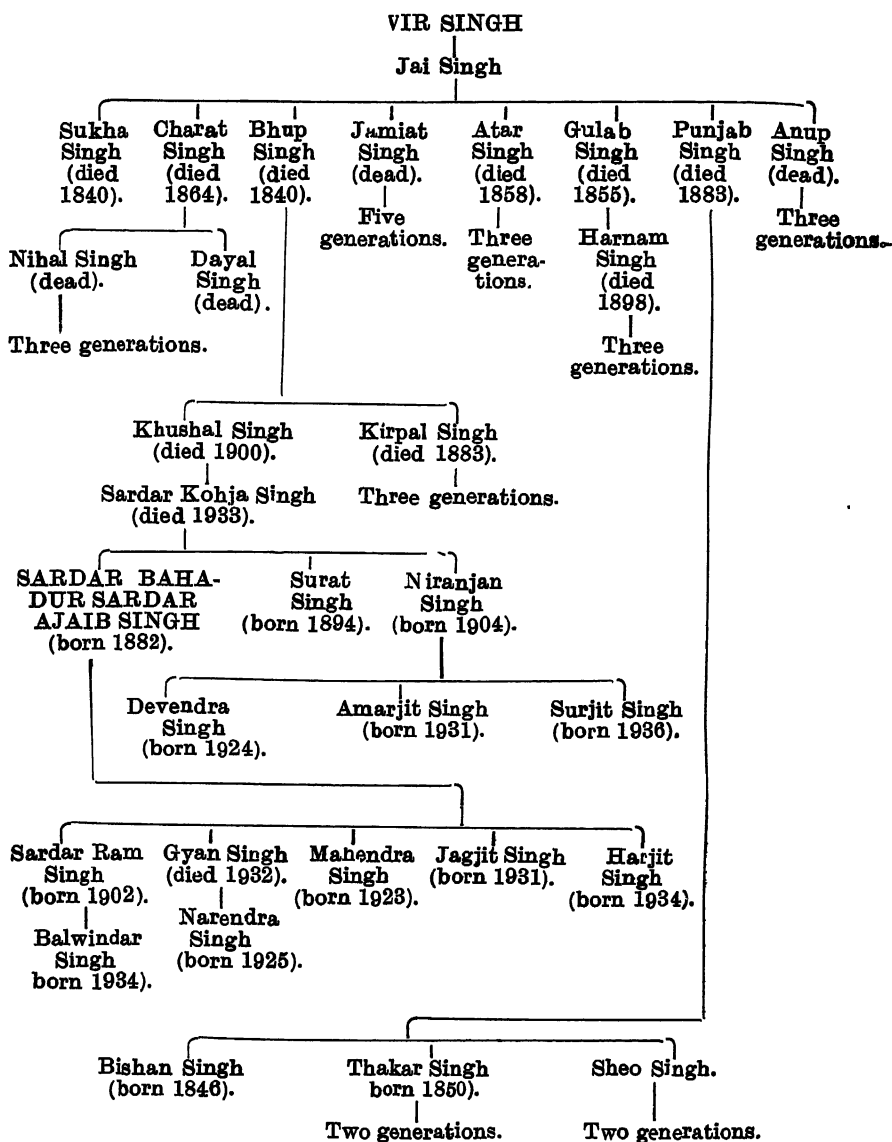 VIR SINGH
Jai Singh
Sukha Singh (died 1840).
Charat Singh (died 1864).
Bhup Singh (died 1840).
Jamiat Singh (dead).
Atar Singh (died 1858).
Gulab Singh (died 1855).
Punjab Singh (died 1883).
Anup Singh (dead).
Five generations.
Three generations.
Three generations.
Nihal Singh (dead).
Dayal Singh (dead).
Harnam Singh (died 1898).
Three generations.
Three generations.
Khushal Singh (died 1900).
Kirpal Singh (died 1883).
Sardar Kohja Singh (died 1933).
Three generations.
SARDAR BAHA-
DUR SARDAR
AJAIB SINGH
(born 1882).
Surat Singh (born 1894).
Niranjan Singh (born 1904).
Devendra Singh (born 1924).
Amarjit Singh (born 1931).
Surjit Singh (born 1936).
Sardar Ram Singh (born 1902).
Gyan Singh (died 1932).
Mahendra Singh (born 1923).
Jagjit Singh (born 1931).
Harjit Singh (born 1934).
Balwindar Singh born 1934).
Narendra Singh (born 1925).
Bishan Singh (born 1846).
Thakar Singh born 1850).
Sheo Singh.
Two generations.
Two generations.